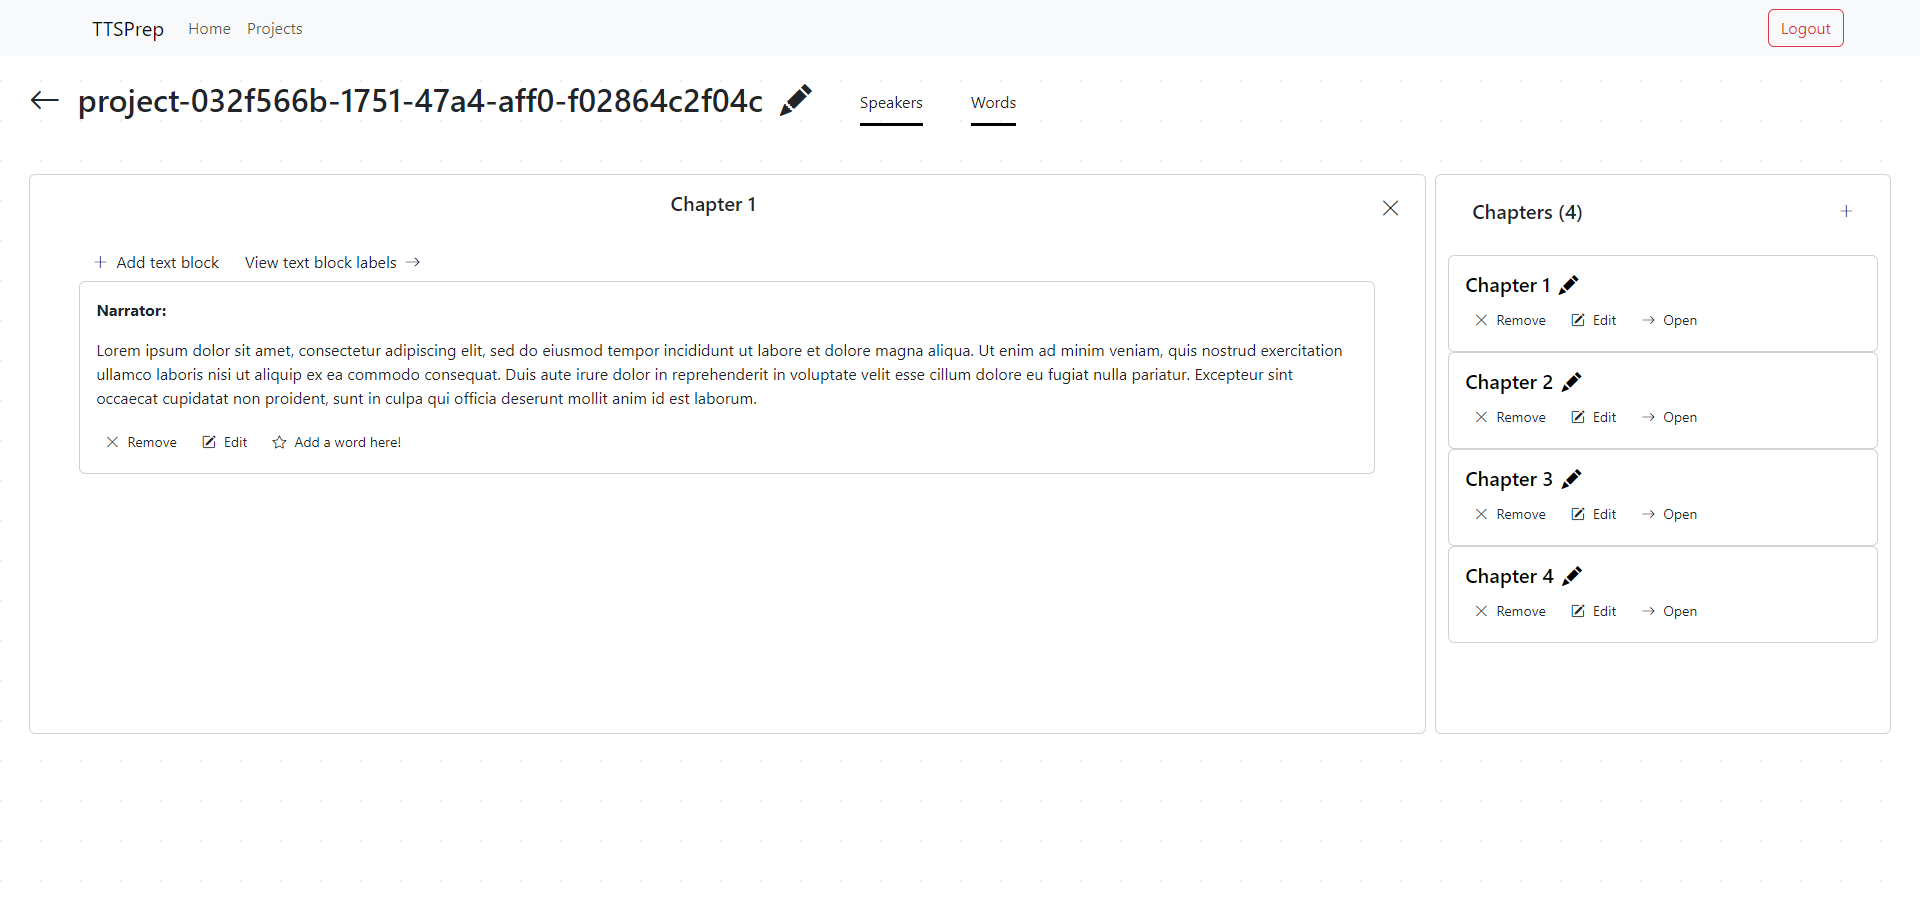 TTSPrep Home Projects Logout
project-032f566b-1751-47a4-aff0-f02864c2f04c Speakers Words
Chapter 1
Add text block View text block labels
Narrator:
Lorem ipsum dolor sit amet, consectetur adipiscing elit, sed do eiusmod tempor incididunt ut labore et dolore magna aliqua. Ut enim ad minim veniam, quis nostrud exercitation
ullamco laboris nisi ut aliquip ex ea commodo consequat. Duis aute irure dolor in reprehenderit in voluptate velit esse cillum dolore eu fugiat nulla pariatur. Excepteur sint
occaecat cupidatat non proident, sunt in culpa qui officia deserunt mollit anim id est laborum.
Remove Edit Add a word here!
Chapters (4)
Chapter 1
Remove Edit Open
Chapter 2
Remove Edit Open
Chapter 3
Remove Edit Open
Chapter 4
Remove Edit Open